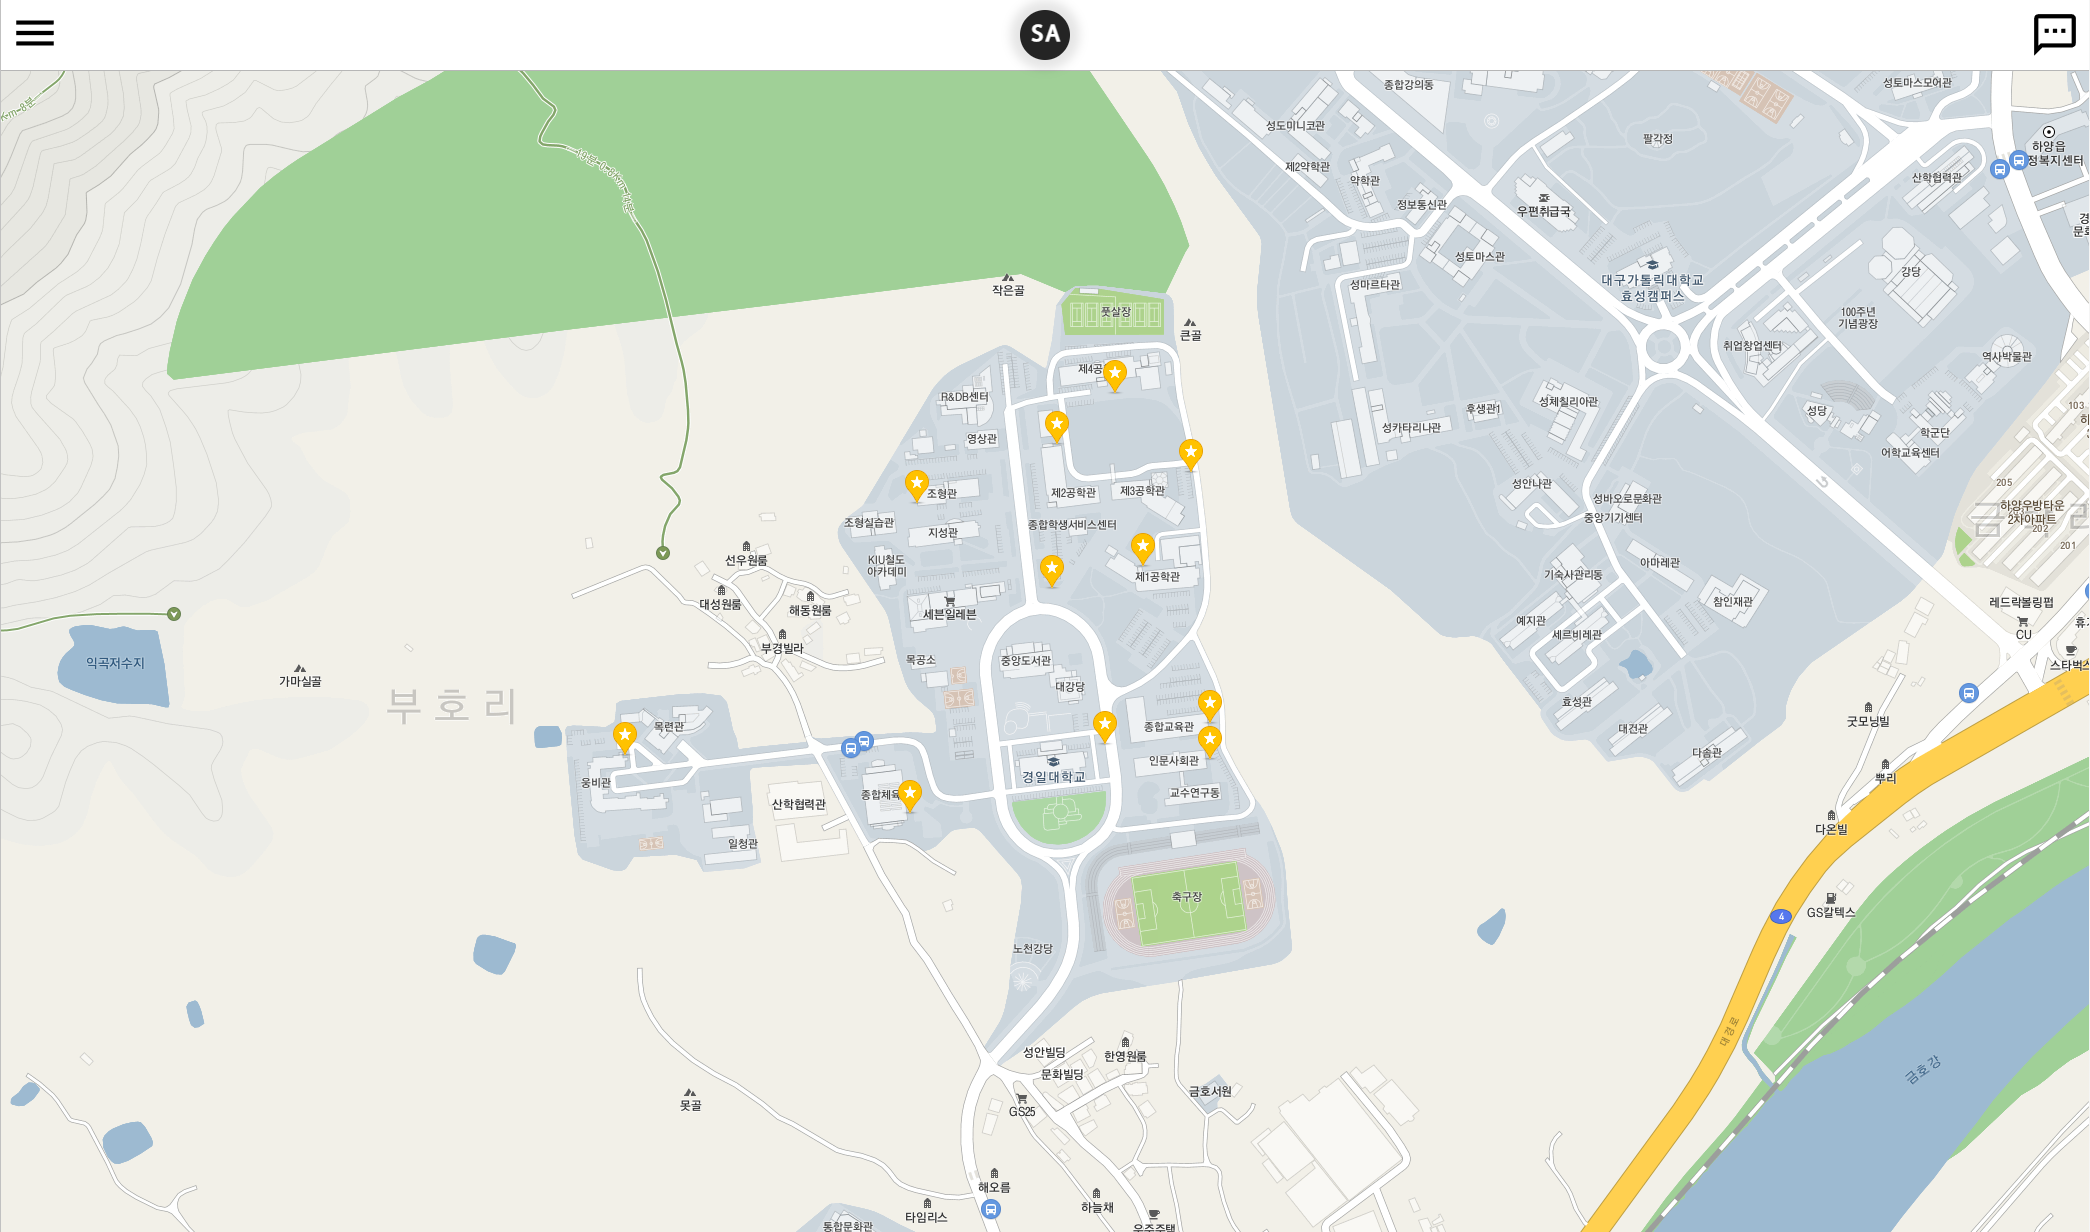 SA
종합강의동
성토마스모어관
성도미니코관
팔각정
하양읍
정복지센터
제2약학관
약학관
산학협력관
정보통신관
우편취급국
성토마스관
강당
대구가톨릭대학교
효성캠퍼스
작은골
성마르타관
풋살장
100주년
기념광장
큰골
취업창업센터
역사박물관
제4공
R&DB센터
성체칠리아관
후생관1
103
성당
성카타리나관
학군단
영상관
어학교육센터
205
성안나관
조형관
제2공학관
제3공학관
성바오로문화관
하양우방타운
2차아파트
중앙기기센터
조형실습관
종합학생서비스센터
202
지성관
201
선우원룸
KIU철도
아카데미
아마레관
제1공학관
기숙사관리동
대성원룸
해동원룸
세븐일레븐
참인재관
레드락볼링펍
예지관
CU
세르비레관
부경빌라
목공소
중앙도서관
익곡저수지
스타벅스
가마실골
대강당
부호리
효성관
굿모닝빌
목련관
종합교육관
대건관
다솜관
인문사회관
경일대학교
뿌리
웅비관
종합체육
교수연구동
산학협력관
다온빌
일청관
축구장
GS칼텍스
4
노천강당
대경로
성안빌딩
한영원룸
문화빌딩
금호강
금호서원
못골
GS25
해오름
하늘채
타임리스
통합문화관
우주주택